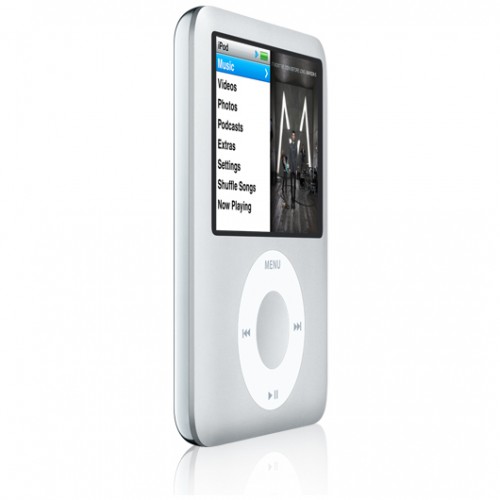 iPod
Music
Videos
Photos
Podcasts
Extras
Settings
Shuffle Songs
Now Playing
MENU